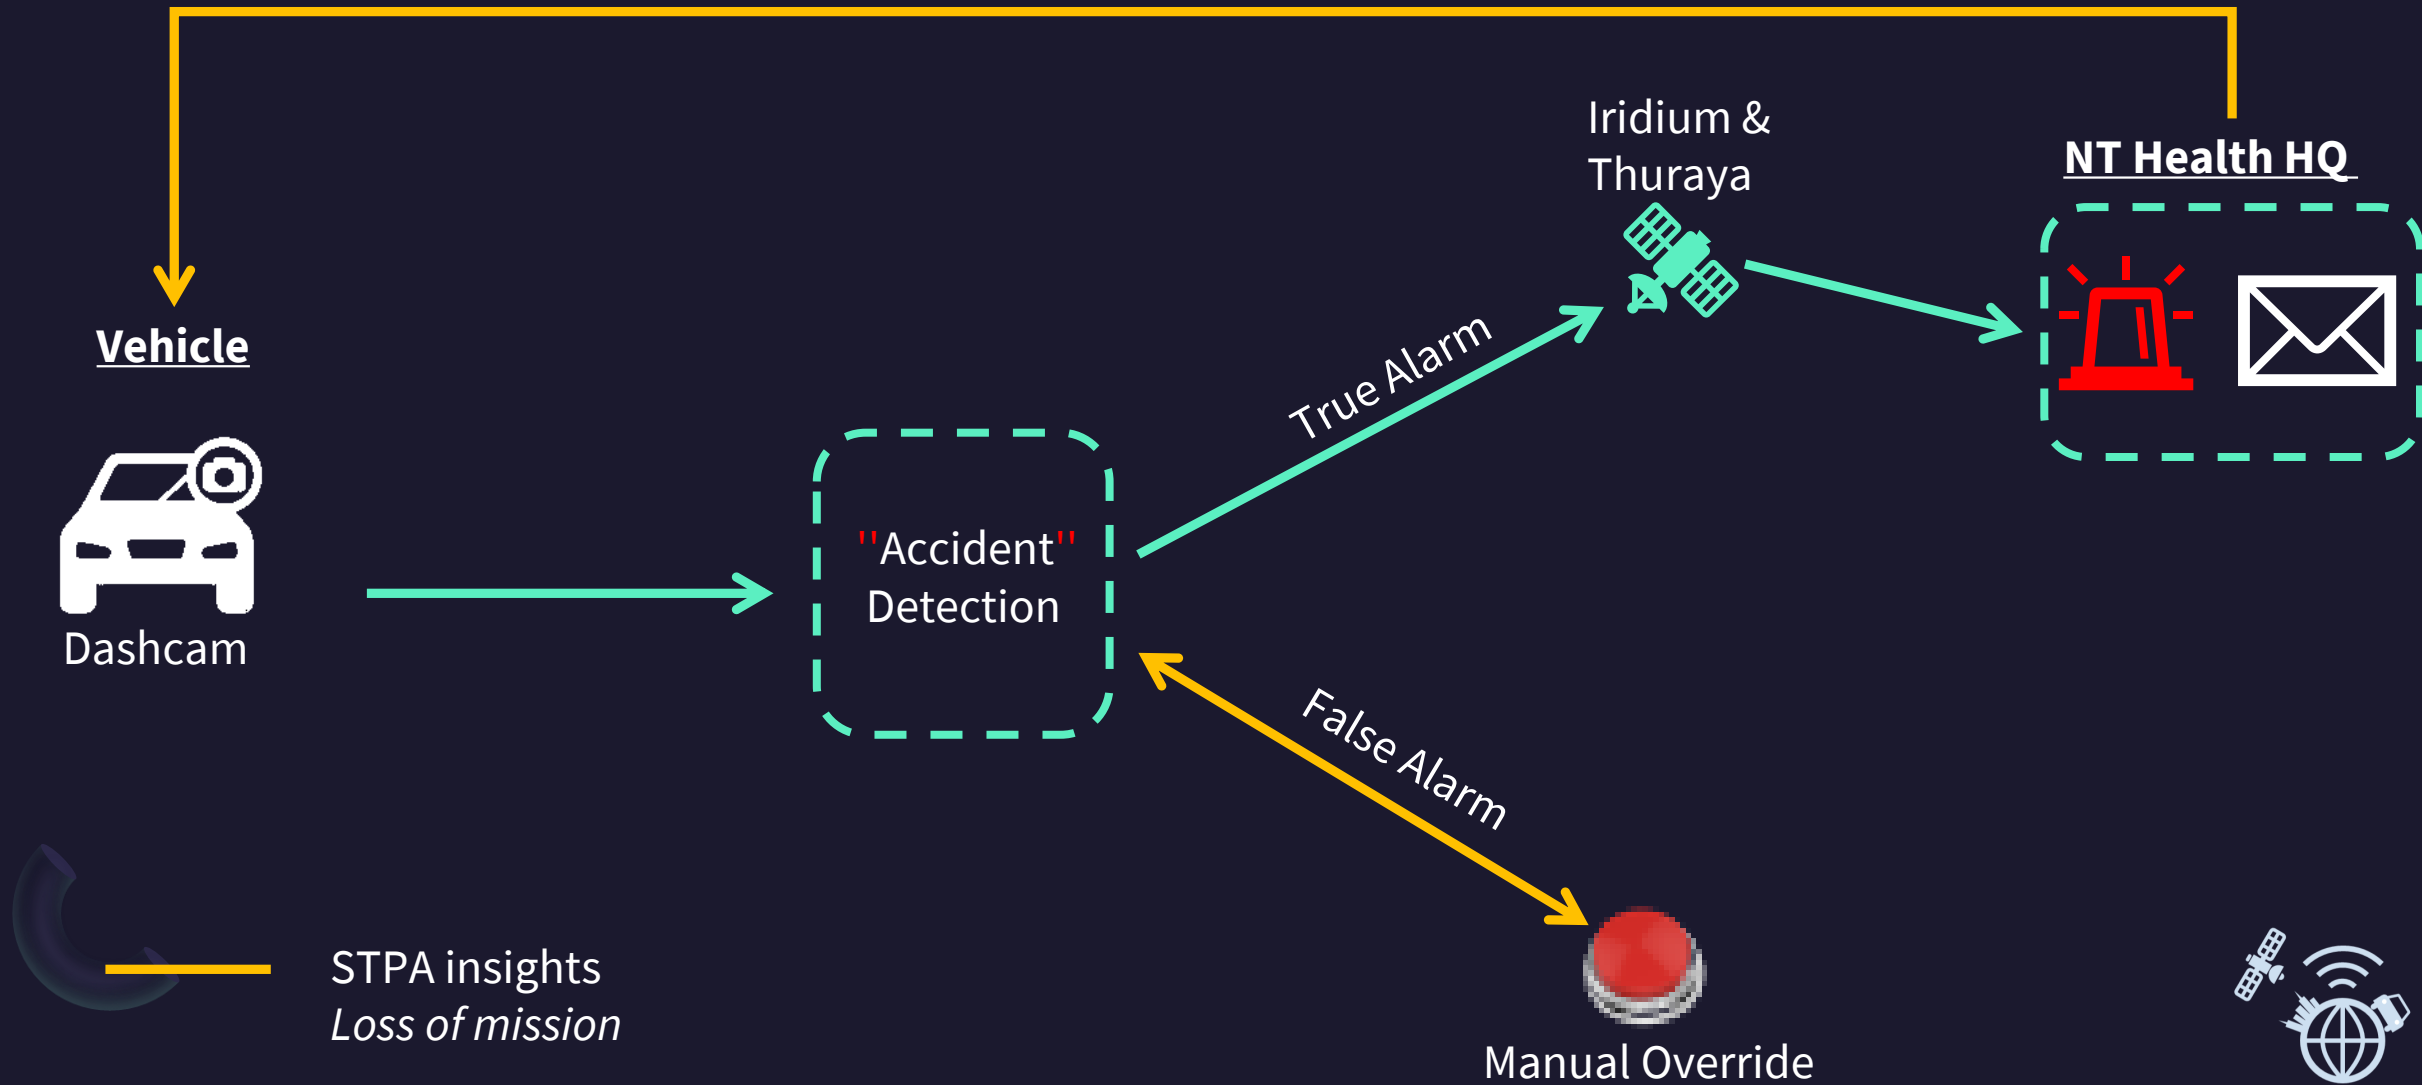 Iridium &
Thuraya
NT Health HQ
Vehicle
True Alarm
"Accident"
Detection
Dashcam
False Alarm
STPA insights
Loss of mission
Manual Override